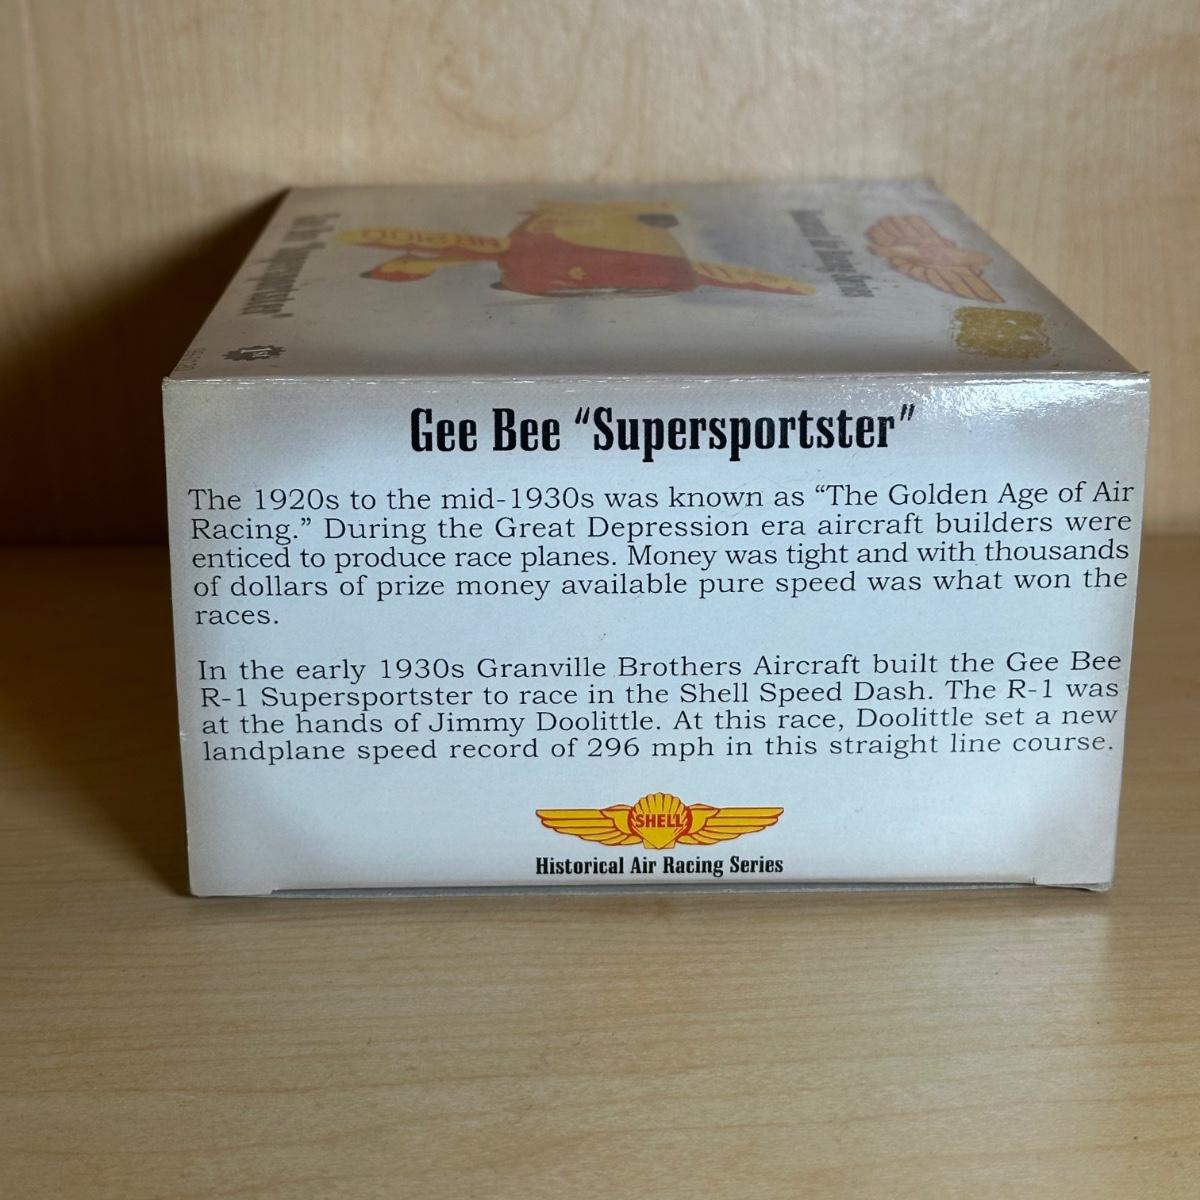 Gee Bee "Supersportster"
The 1920s to the mid-1930s was known as "The Golden Age of Air
Racing." During the Great Depression era aircraft builders were
enticed to produce race planes. Money was tight and with thousands
of dollars of prize money available pure speed was what won the
races.
In the early 1930s Granville Brothers Aircraft built the Gee Bee
R-1 Supersportster to race in the Shell Speed Dash. The R-1 was
at the hands of Jimmy Doolittle. At this race, Doolittle set a new
landplane speed record of 296 mph in this straight line course.
SHELL
Historical Air Racing Series